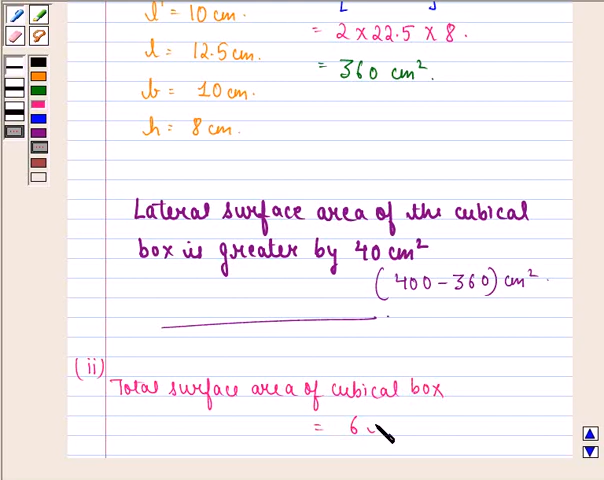 l' = 10 cm.
= 2 x 22.5 x 8.
l = 12.5 cm.
= 360 cm².
b = 10 cm.
h = 8 cm.
Lateral surface area of the cubical
box is greater by 40 cm²
(400 - 360) cm².
(ii)
Total surface area of cubical box
= 6